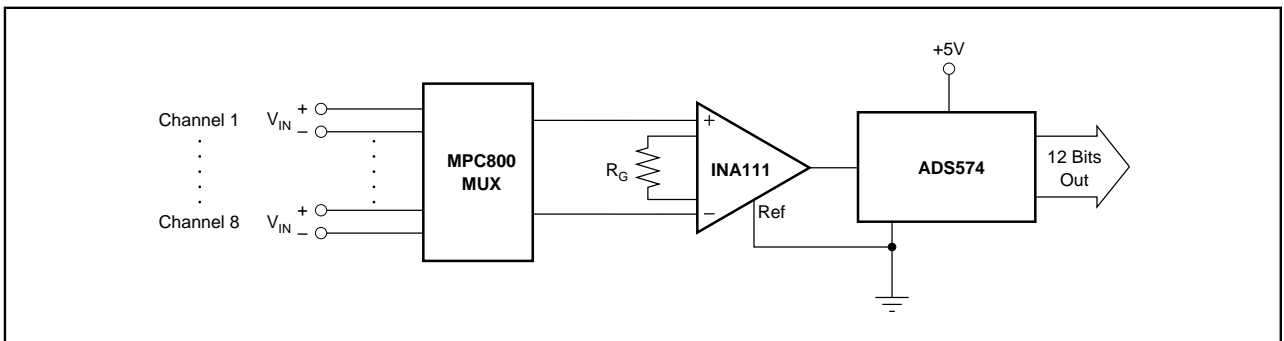 +5V
Channel 1 V_IN + −
MPC800
MUX
+
R_G
INA111
−
Ref
ADS574
12 Bits
Out
Channel 8 V_IN + −